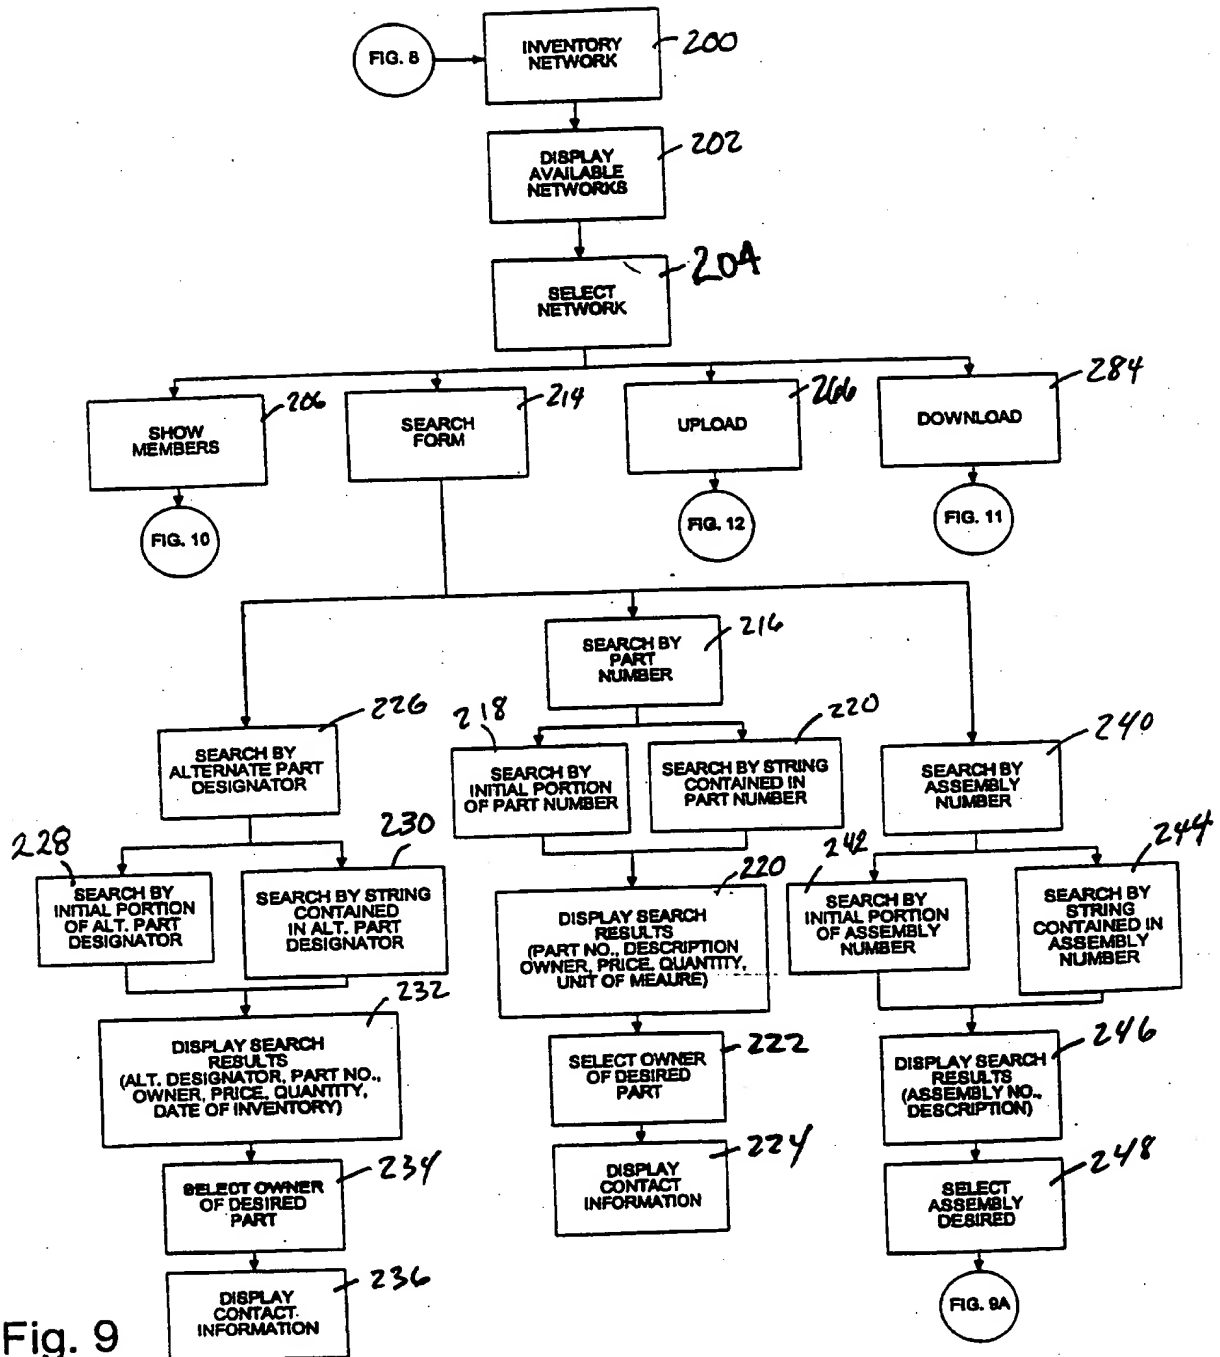 FIG. 8
INVENTORY
NETWORK
200
DISPLAY
AVAILABLE
NETWORKS
202
SELECT
NETWORK
204
SHOW
MEMBERS
206
SEARCH
FORM
214
UPLOAD
266
DOWNLOAD
284
FIG. 10
FIG. 12
FIG. 11
SEARCH BY
PART
NUMBER
216
SEARCH BY
ALTERNATE PART
DESIGNATOR
226
SEARCH BY
INITIAL PORTION
OF PART NUMBER
218
SEARCH BY STRING
CONTAINED IN
PART NUMBER
220
SEARCH BY
ASSEMBLY
NUMBER
240
228
SEARCH BY
INITIAL PORTION
OF ALT. PART
DESIGNATOR
230
SEARCH BY STRING
CONTAINED
IN ALT. PART
DESIGNATOR
220
DISPLAY SEARCH
RESULTS
(PART NO., DESCRIPTION
OWNER, PRICE, QUANTITY,
UNIT OF MEAURE)
242
SEARCH BY
INITIAL PORTION
OF ASSEMBLY
NUMBER
244
SEARCH BY
STRING
CONTAINED IN
ASSEMBLY
NUMBER
232
DISPLAY SEARCH
RESULTS
(ALT. DESIGNATOR, PART NO.,
OWNER, PRICE, QUANTITY,
DATE OF INVENTORY)
SELECT OWNER
OF DESIRED
PART
222
DISPLAY SEARCH
RESULTS
(ASSEMBLY NO.,
DESCRIPTION)
246
SELECT OWNER
OF DESIRED
PART
234
DISPLAY
CONTACT
INFORMATION
224
SELECT
ASSEMBLY
DESIRED
248
DISPLAY
CONTACT
INFORMATION
236
FIG. 9A
Fig. 9